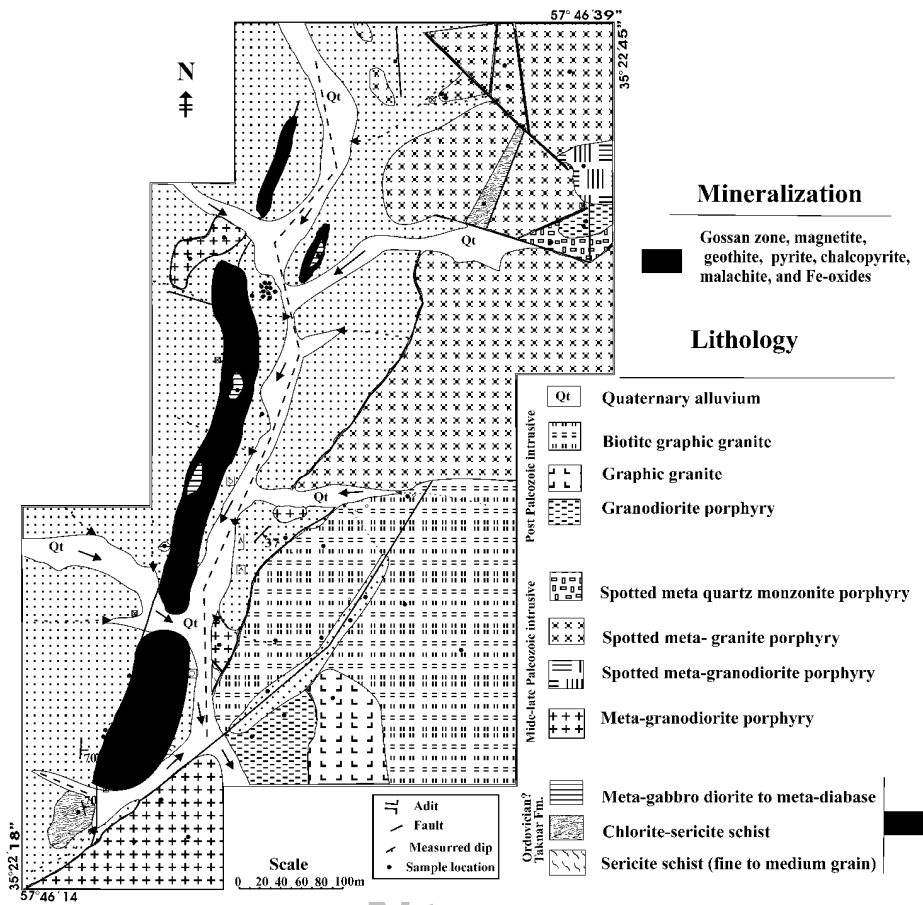 57° 46 ´39"
35° 22´45"
N
Qt
Qt
Qt
Qt
Qt
37
70
70
35° 22´18"
57° 46 ´14
Scale
0 20 40 60 80 100m
Adit
Fault
Measurred dip
Sample location
Mineralization
Gossan zone, magnetite,
geothite, pyrite, chalcopyrite,
malachite, and Fe-oxides
Lithology
Qt Quaternary alluvium
Post Paleozoic intrusive
Biotite graphic granite
Graphic granite
Granodiorite porphyry
Midc-late Paleozoic intrusive
Spotted meta quartz monzonite porphyry
Spotted meta- granite porphyry
Spotted meta-granodiorite porphyry
Meta-granodiorite porphyry
Ordovician?
Taknar Fm.
Meta-gabbro diorite to meta-diabase
Chlorite-sericite schist
Sericite schist (fine to medium grain)